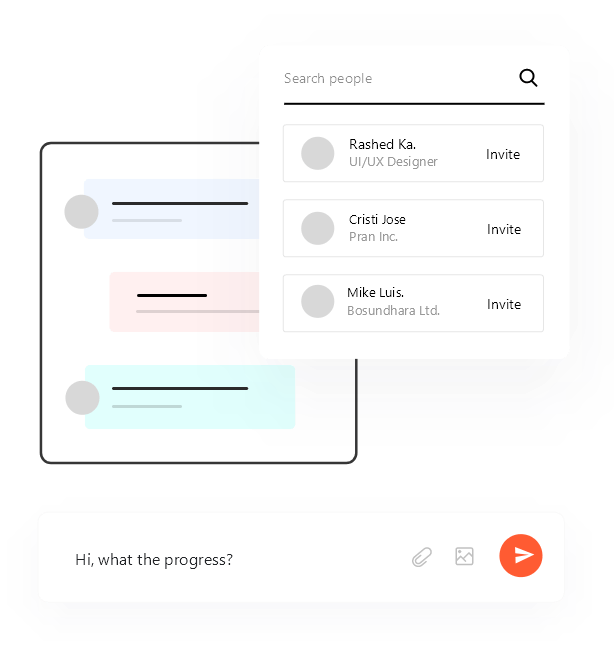 Search people
Rashed Ka.
UI/UX Designer
Invite
Cristi Jose
Pran Inc.
Invite
Mike Luis.
Bosundhara Ltd.
Invite
Hi, what the progress?